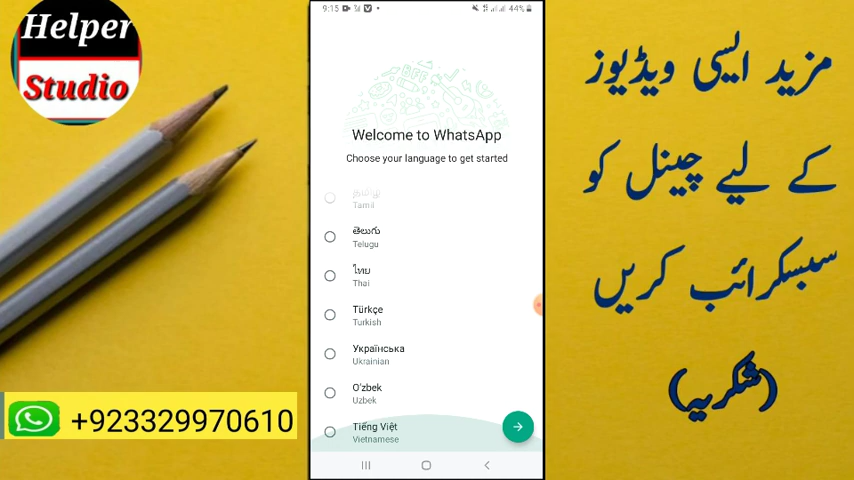 Helper
Studio
9:15
44%
Welcome to WhatsApp
Choose your language to get started
தமிழ்
Tamil
తెలుగు
Telugu
ไทย
Thai
Türkçe
Turkish
Українська
Ukrainian
O'zbek
Uzbek
Tiếng Việt
Vietnamese
+923329970610
مزید ایسی ویڈیوز
کے لیے چینل کو
سبسکرائب کریں
(شکریہ)